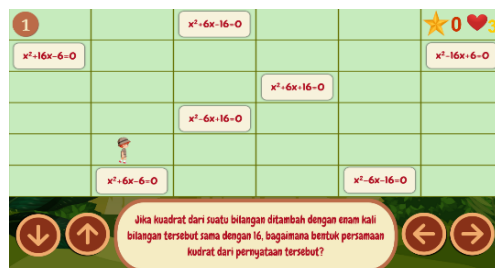 1
x²+6x-16=0
0
3
x²+16x-6=0
x²-16x+6=0
x²+6x+16=0
x²-6x+16=0
x²+6x-6=0
x²-6x-16=0
Jika kuadrat dari suatu bilangan ditambah dengan enam kali
bilangan tersebut sama dengan 16, bagaimana bentuk persamaan
kudrat dari pernyataan tersebut?